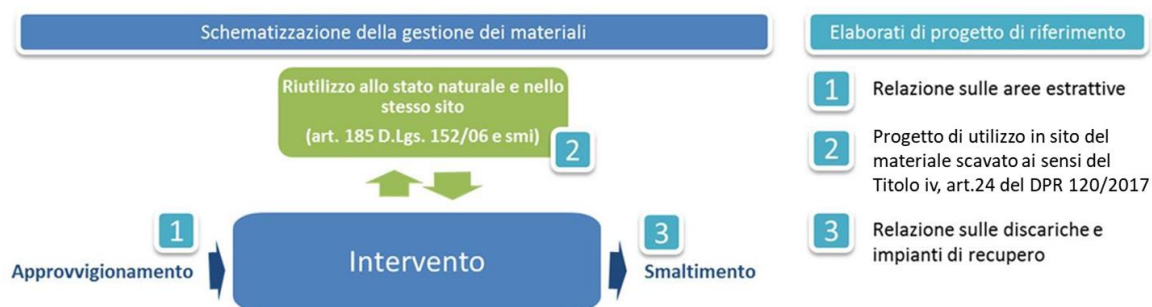 Schematizzazione della gestione dei materiali
Riutilizzo allo stato naturale e nello
stesso sito
(art. 185 D.Lgs. 152/06 e smi)
2
1
Approvvigionamento
Intervento
3
Smaltimento
Elaborati di progetto di riferimento
1
Relazione sulle aree estrattive
2
Progetto di utilizzo in sito del
materiale scavato ai sensi del
Titolo iv, art.24 del DPR 120/2017
3
Relazione sulle discariche e
impianti di recupero